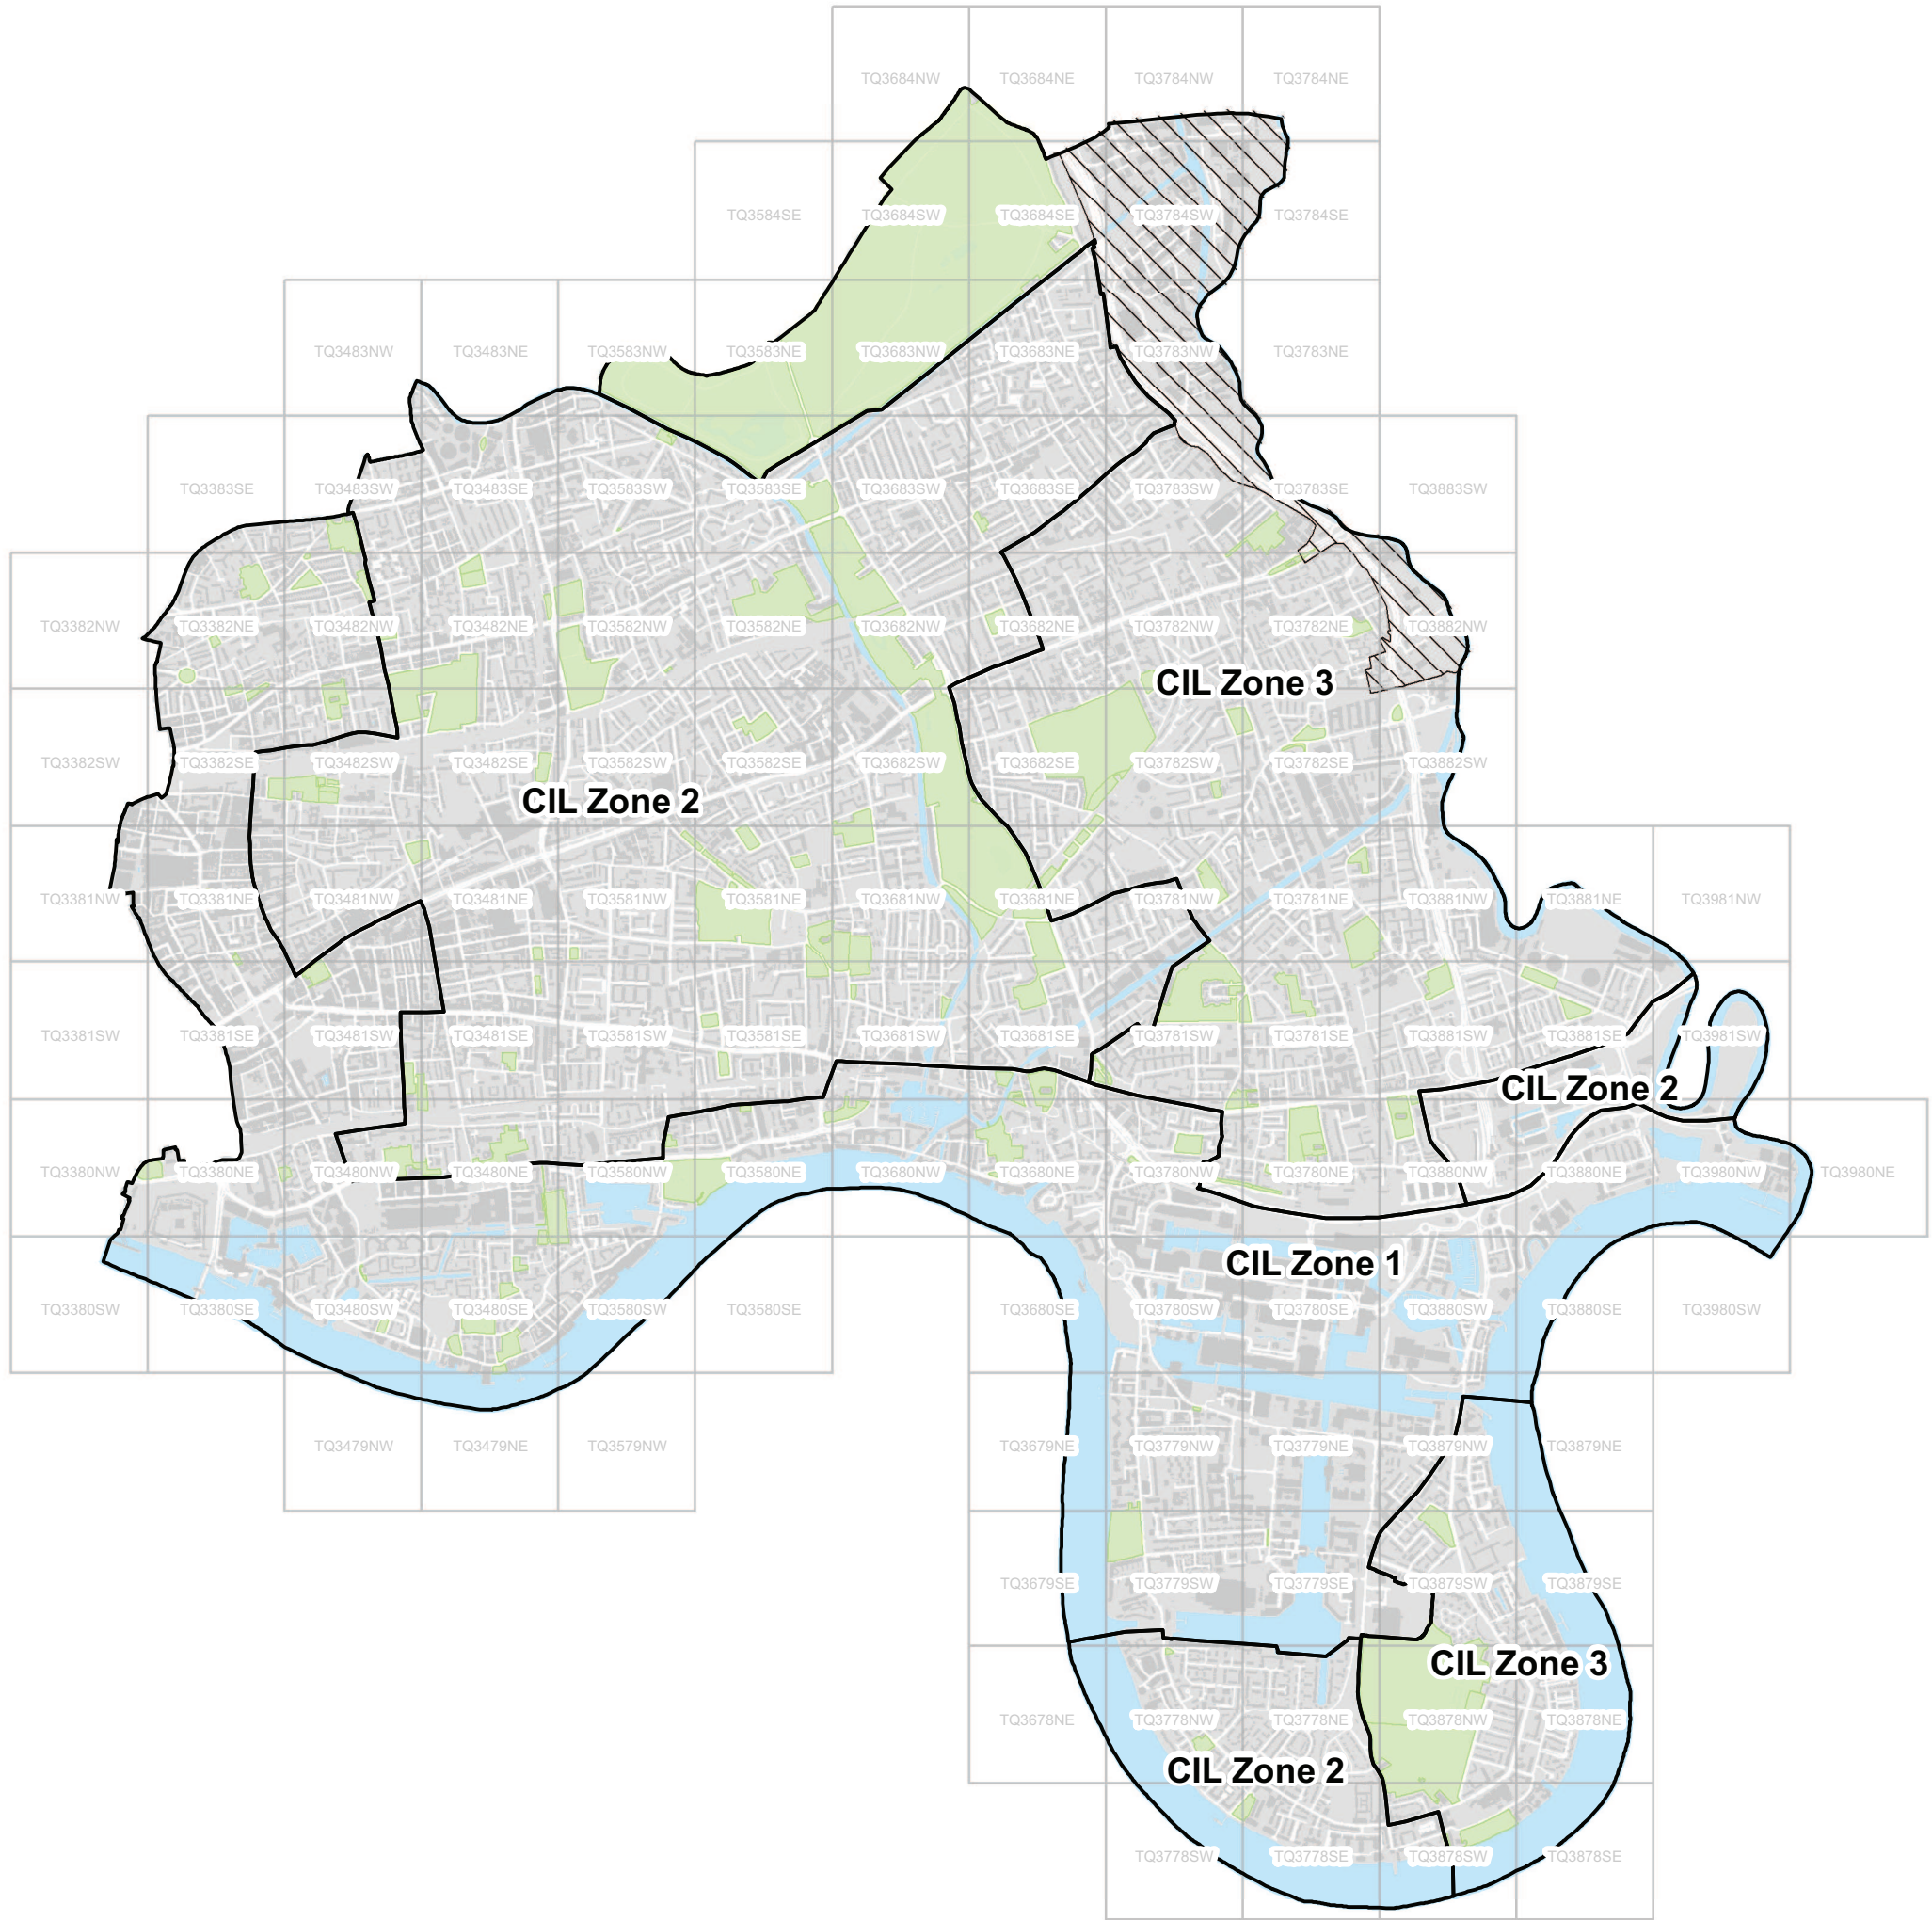 TQ3684NW TQ3684NE TQ3784NW TQ3784NE
TQ3584SE TQ3684SW TQ3684SE TQ3784SW TQ3784SE
TQ3483NW TQ3483NE TQ3583NW TQ3583NE TQ3683NW TQ3683NE TQ3783NW TQ3783NE
TQ3383SE TQ3483SW TQ3483SE TQ3583SW TQ3583SE TQ3683SW TQ3683SE TQ3783SW TQ3783SE TQ3883SW
TQ3382NW TQ3382NE TQ3482NW TQ3482NE TQ3582NW TQ3582NE TQ3682NW TQ3682NE TQ3782NW TQ3782NE TQ3882NW
CIL Zone 3
TQ3382SW TQ3382SE TQ3482SW TQ3482SE TQ3582SW TQ3582SE TQ3682SW TQ3682SE TQ3782SW TQ3782SE TQ3882SW
CIL Zone 2
TQ3381NW TQ3381NE TQ3481NW TQ3481NE TQ3581NW TQ3581NE TQ3681NW TQ3681NE TQ3781NW TQ3781NE TQ3881NW TQ3881NE TQ3981NW
TQ3381SW TQ3381SE TQ3481SW TQ3481SE TQ3581SW TQ3581SE TQ3681SW TQ3681SE TQ3781SW TQ3781SE TQ3881SW TQ3881SE TQ3981SW
CIL Zone 2
TQ3380NW TQ3380NE TQ3480NW TQ3480NE TQ3580NW TQ3580NE TQ3680NW TQ3680NE TQ3780NW TQ3780NE TQ3880NW TQ3880NE TQ3980NW TQ3980NE
CIL Zone 1
TQ3380SW TQ3380SE TQ3480SW TQ3480SE TQ3580SW TQ3580SE TQ3680SE TQ3780SW TQ3780SE TQ3880SW TQ3880SE TQ3980SW
TQ3479NW TQ3479NE TQ3579NW TQ3679NE TQ3779NW TQ3779NE TQ3879NW TQ3879NE
TQ3679SE TQ3779SW TQ3779SE TQ3879SW TQ3879SE
CIL Zone 3
TQ3678NE TQ3778NW TQ3778NE TQ3878NW TQ3878NE
CIL Zone 2
TQ3778SW TQ3778SE TQ3878SW TQ3878SE